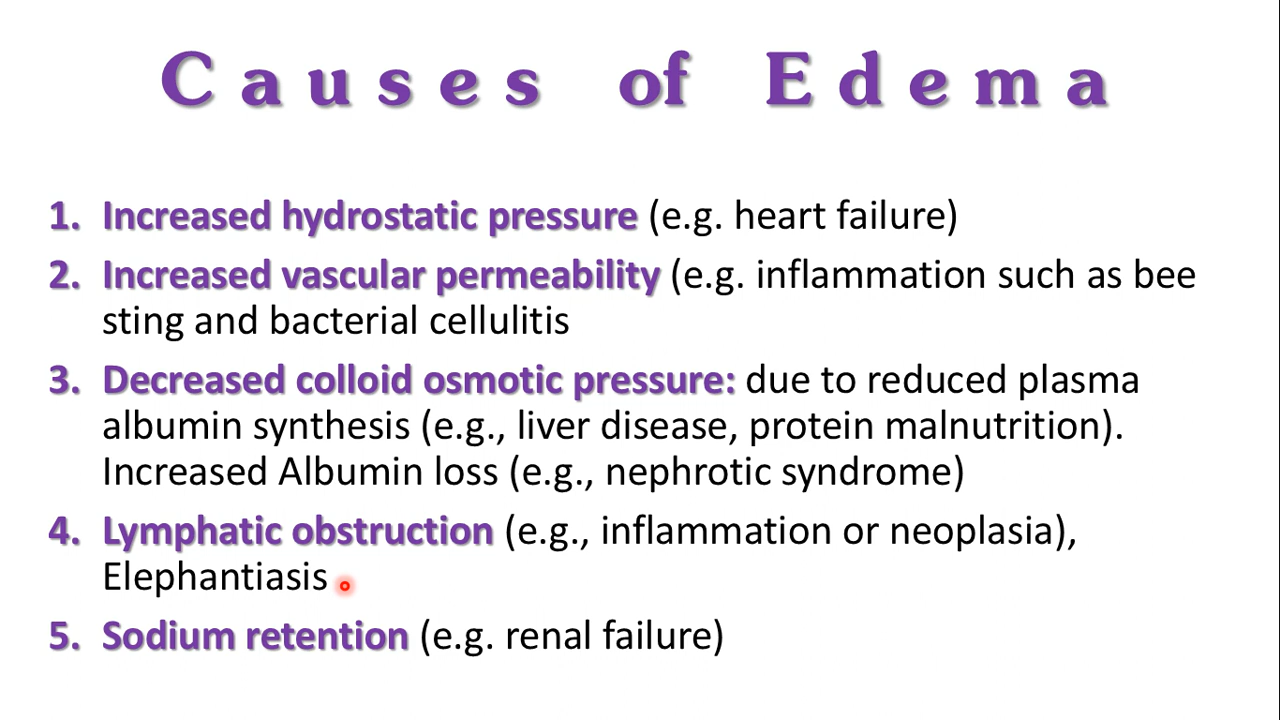 Causes of Edema
1. Increased hydrostatic pressure (e.g. heart failure)
2. Increased vascular permeability (e.g. inflammation such as bee
sting and bacterial cellulitis
3. Decreased colloid osmotic pressure: due to reduced plasma
albumin synthesis (e.g., liver disease, protein malnutrition).
Increased Albumin loss (e.g., nephrotic syndrome)
4. Lymphatic obstruction (e.g., inflammation or neoplasia),
Elephantiasis
5. Sodium retention (e.g. renal failure)